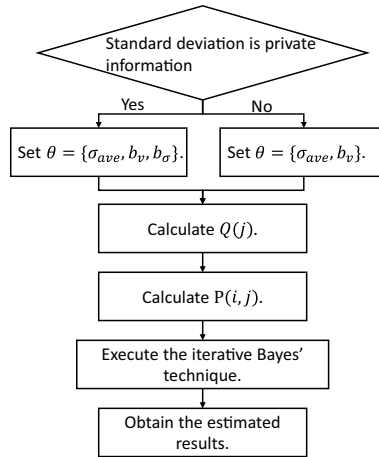 Standard deviation is private
information
Yes
No
Set θ = {σ_ave, b_v, b_σ}.
Set θ = {σ_ave, b_v}.
Calculate Q(j).
Calculate P(i, j).
Execute the iterative Bayes’
technique.
Obtain the estimated
results.